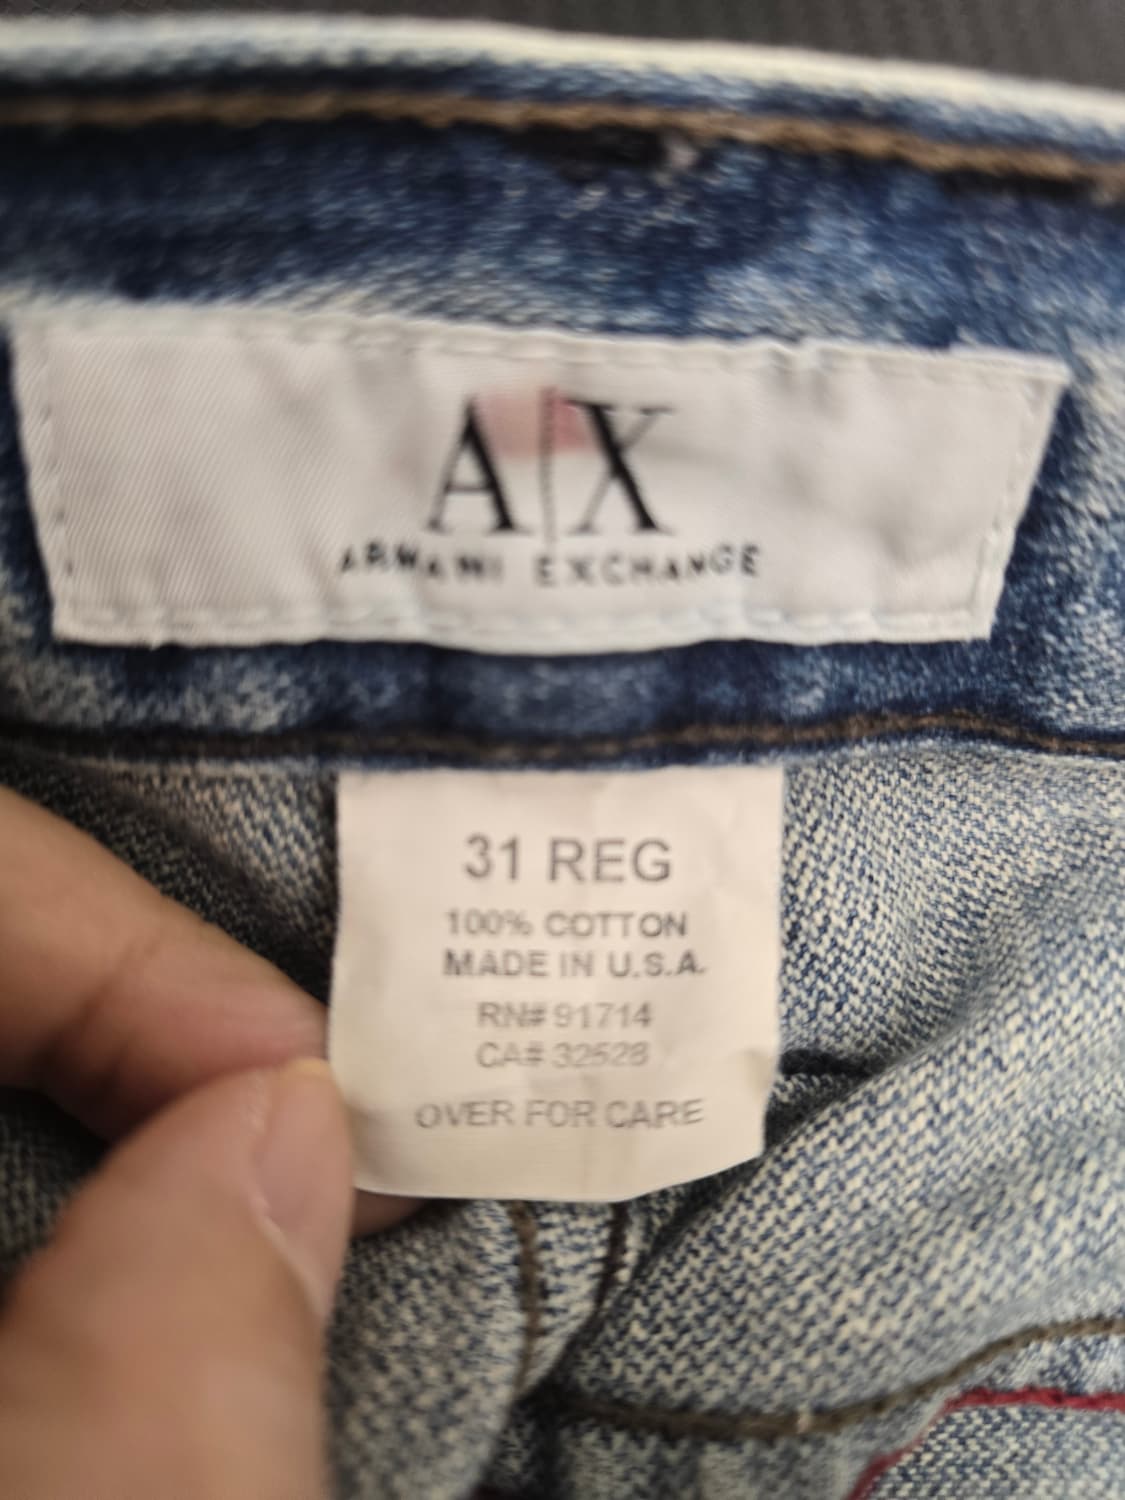 A|X
ARMANI EXCHANGE
31 REG
100% COTTON
MADE IN U.S.A.
RN# 91714
CA# 32528
OVER FOR CARE